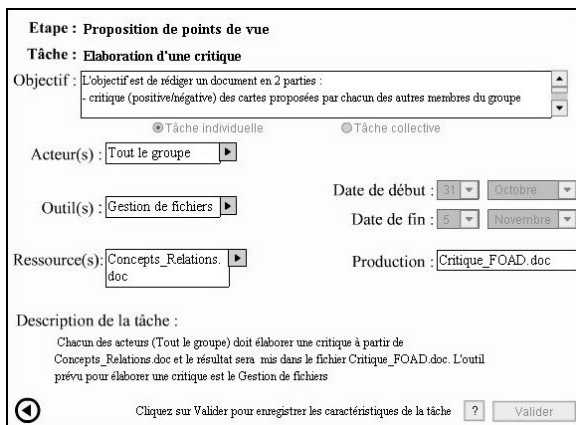 Etape : Proposition de points de vue
Tâche : Elaboration d'une critique
Objectif : L'objectif est de rédiger un document en 2 parties :
- critique (positive/négative) des cartes proposées par chacun des autres membres du groupe
Tâche individuelle Tâche collective
Acteur(s) : Tout le groupe
Date de début : 31 Octobre
Outil(s) : Gestion de fichiers
Date de fin : 5 Novembre
Ressource(s): Concepts_Relations.
doc
Production : Critique_FOAD.doc
Description de la tâche :
Chacun des acteurs (Tout le groupe) doit élaborer une critique à partir de
Concepts_Relations.doc et le résultat sera mis dans le fichier Critique_FOAD.doc. L'outil
prévu pour élaborer une critique est le Gestion de fichiers
Cliquez sur Valider pour enregistrer les caractéristiques de la tâche ? Valider